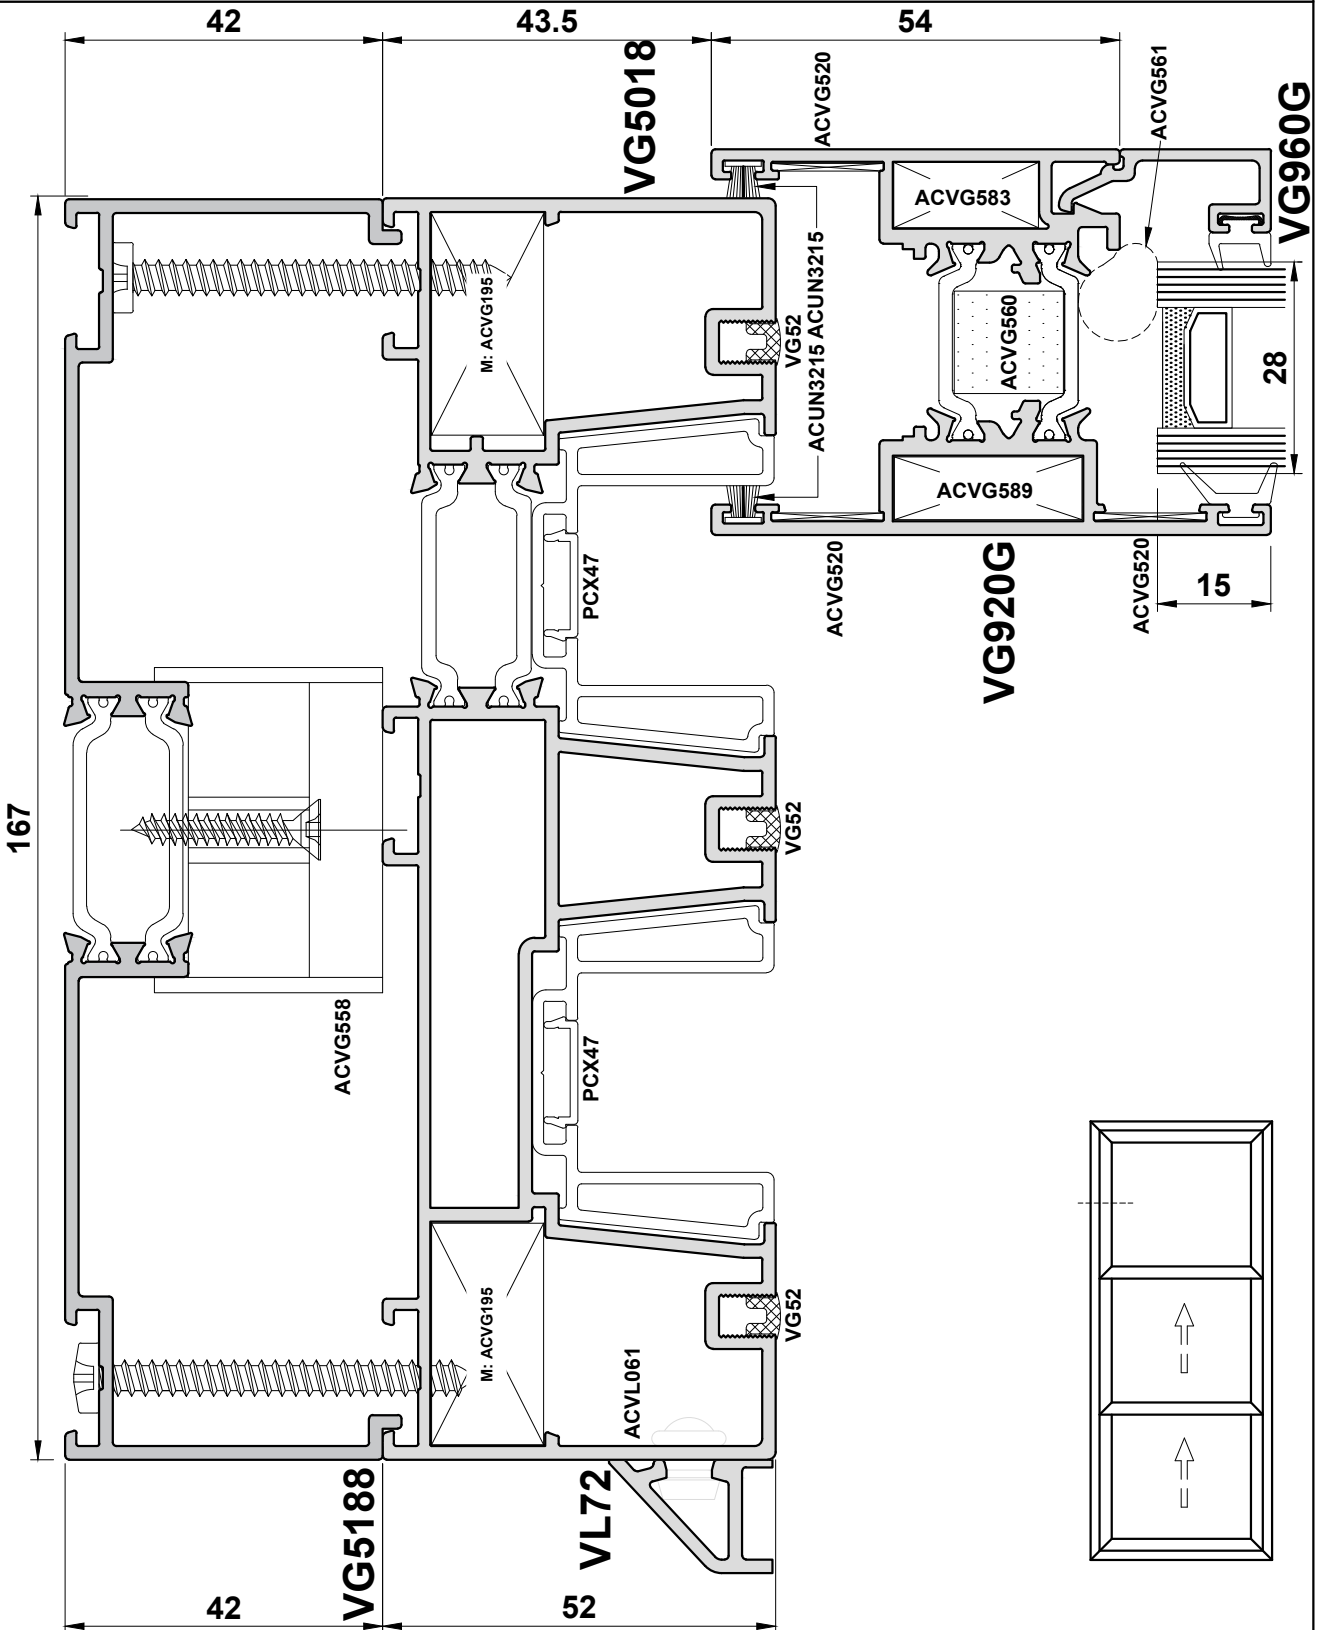 42
43.5
54
VG5018
ACVG520
ACVG561
VG960G
ACVG583
M: ACVG195
VG52
ACUN3215 ACUN3215
ACVG560
28
ACVG589
PCX47
ACVG520
VG920G
ACVG520
15
167
VG52
ACVG558
PCX47
M: ACVG195
VG52
ACVL061
VG5188
VL72
42
52